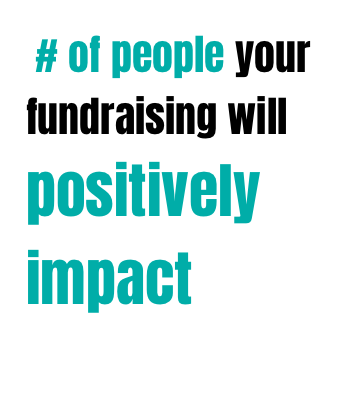 # of people your
fundraising will
positively
impact